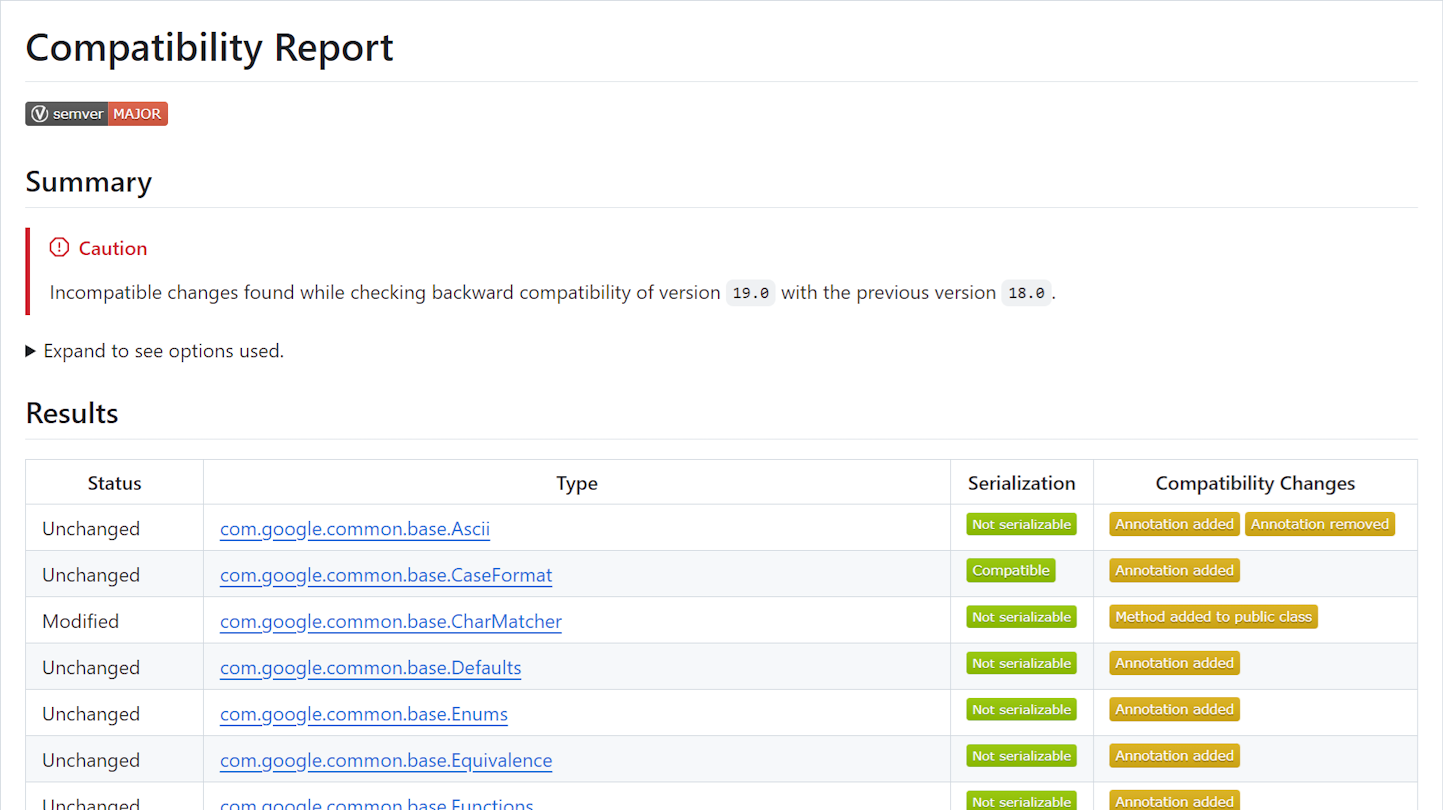 Compatibility Report
semver MAJOR
Summary
Caution
Incompatible changes found while checking backward compatibility of version 19.0 with the previous version 18.0.
Expand to see options used.
Results
Status Type Serialization Compatibility Changes
Unchanged com.google.common.base.Ascii Not serializable Annotation added Annotation removed
Unchanged com.google.common.base.CaseFormat Compatible Annotation added
Modified com.google.common.base.CharMatcher Not serializable Method added to public class
Unchanged com.google.common.base.Defaults Not serializable Annotation added
Unchanged com.google.common.base.Enums Not serializable Annotation added
Unchanged com.google.common.base.Equivalence Not serializable Annotation added
Unchanged com.google.common.base.Functions Not serializable Annotation added